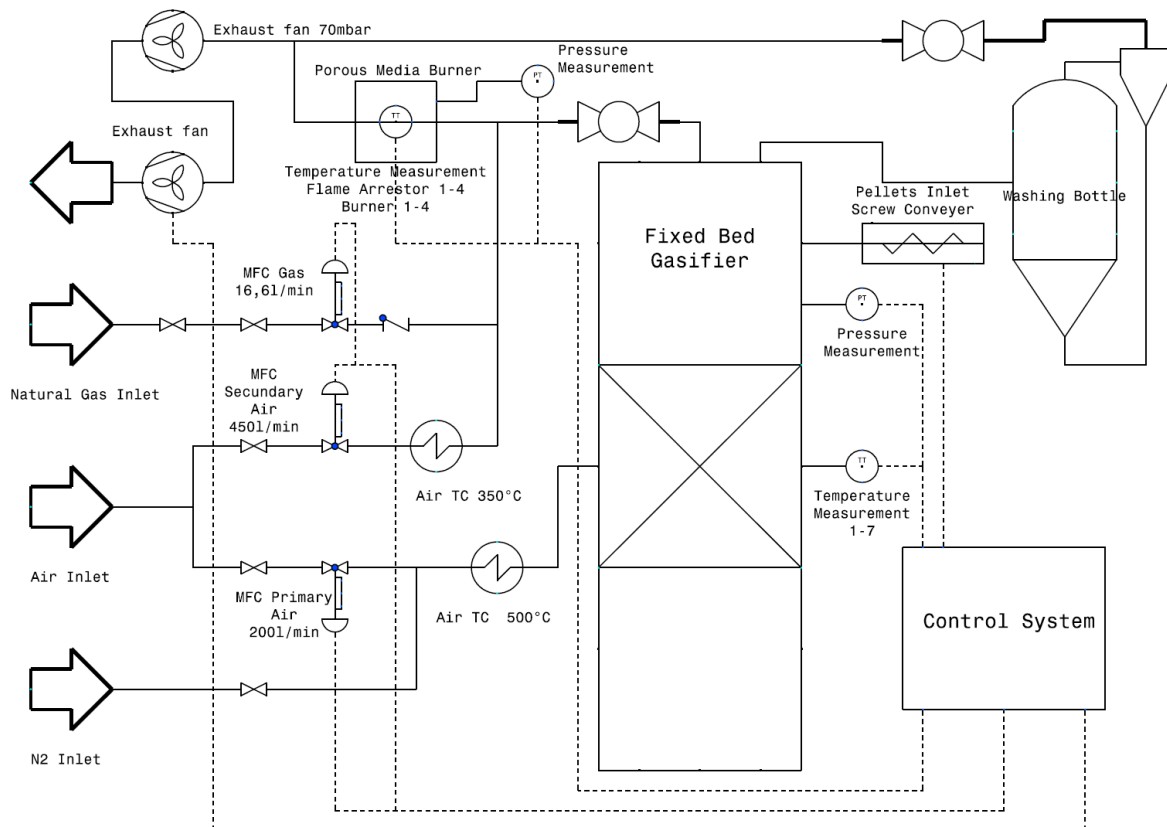 Exhaust fan 70mbar
Pressure
Measurement
PT
Porous Media Burner
TT
Exhaust fan
Temperature Measurement
Flame Arrestor 1-4
Burner 1-4
Pellets Inlet
Screw Conveyer
Washing Bottle
Fixed Bed
Gasifier
MFC Gas
16,6l/min
PT
Pressure
Measurement
Natural Gas Inlet
MFC
Secundary
Air
450l/min
Air TC 350°C
TT
Temperature
Measurement
1-7
Air Inlet
MFC Primary
Air
200l/min
Air TC 500°C
Control System
N2 Inlet